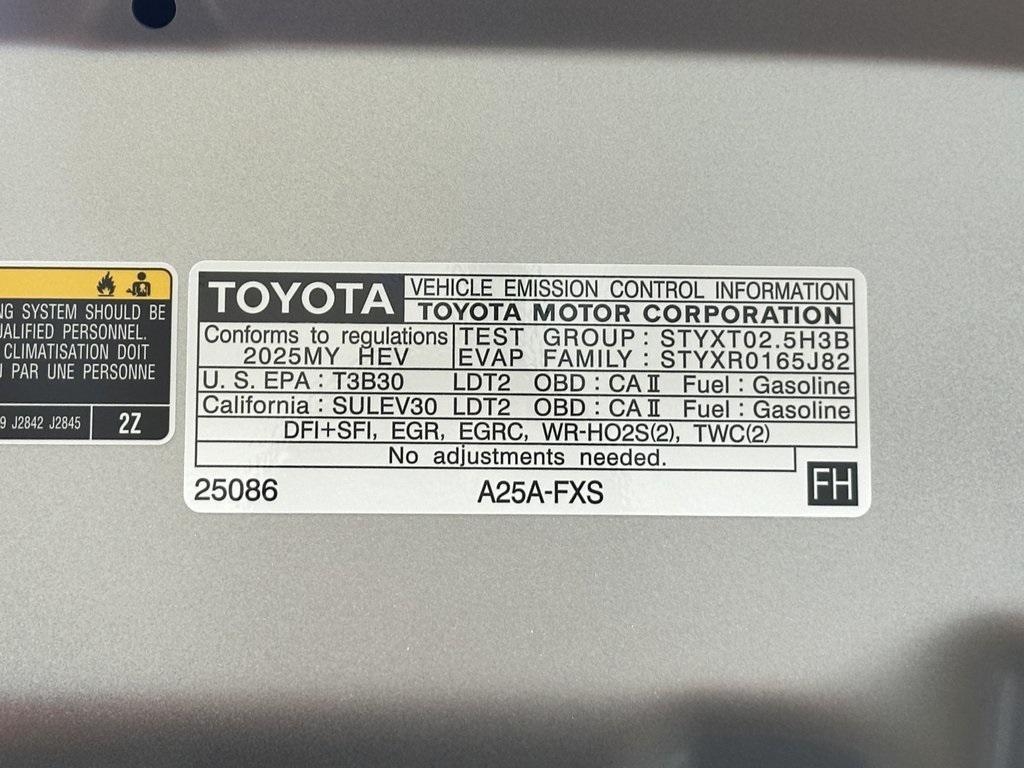 NG SYSTEM SHOULD BE
QUALIFIED PERSONNEL.
CLIMATISATION DOIT
PAR UNE PERSONNE
9 J2842 J2845 2Z
TOYOTA
VEHICLE EMISSION CONTROL INFORMATION
TOYOTA MOTOR CORPORATION
Conforms to regulations
2025MY HEV
TEST GROUP : STYXT02.5H3B
EVAP FAMILY : STYXR0165J82
U. S. EPA : T3B30 LDT2 OBD : CA II Fuel : Gasoline
California : SULEV30 LDT2 OBD : CA II Fuel : Gasoline
DFI+SFI, EGR, EGRC, WR-HO2S(2), TWC(2)
No adjustments needed.
25086 A25A-FXS FH